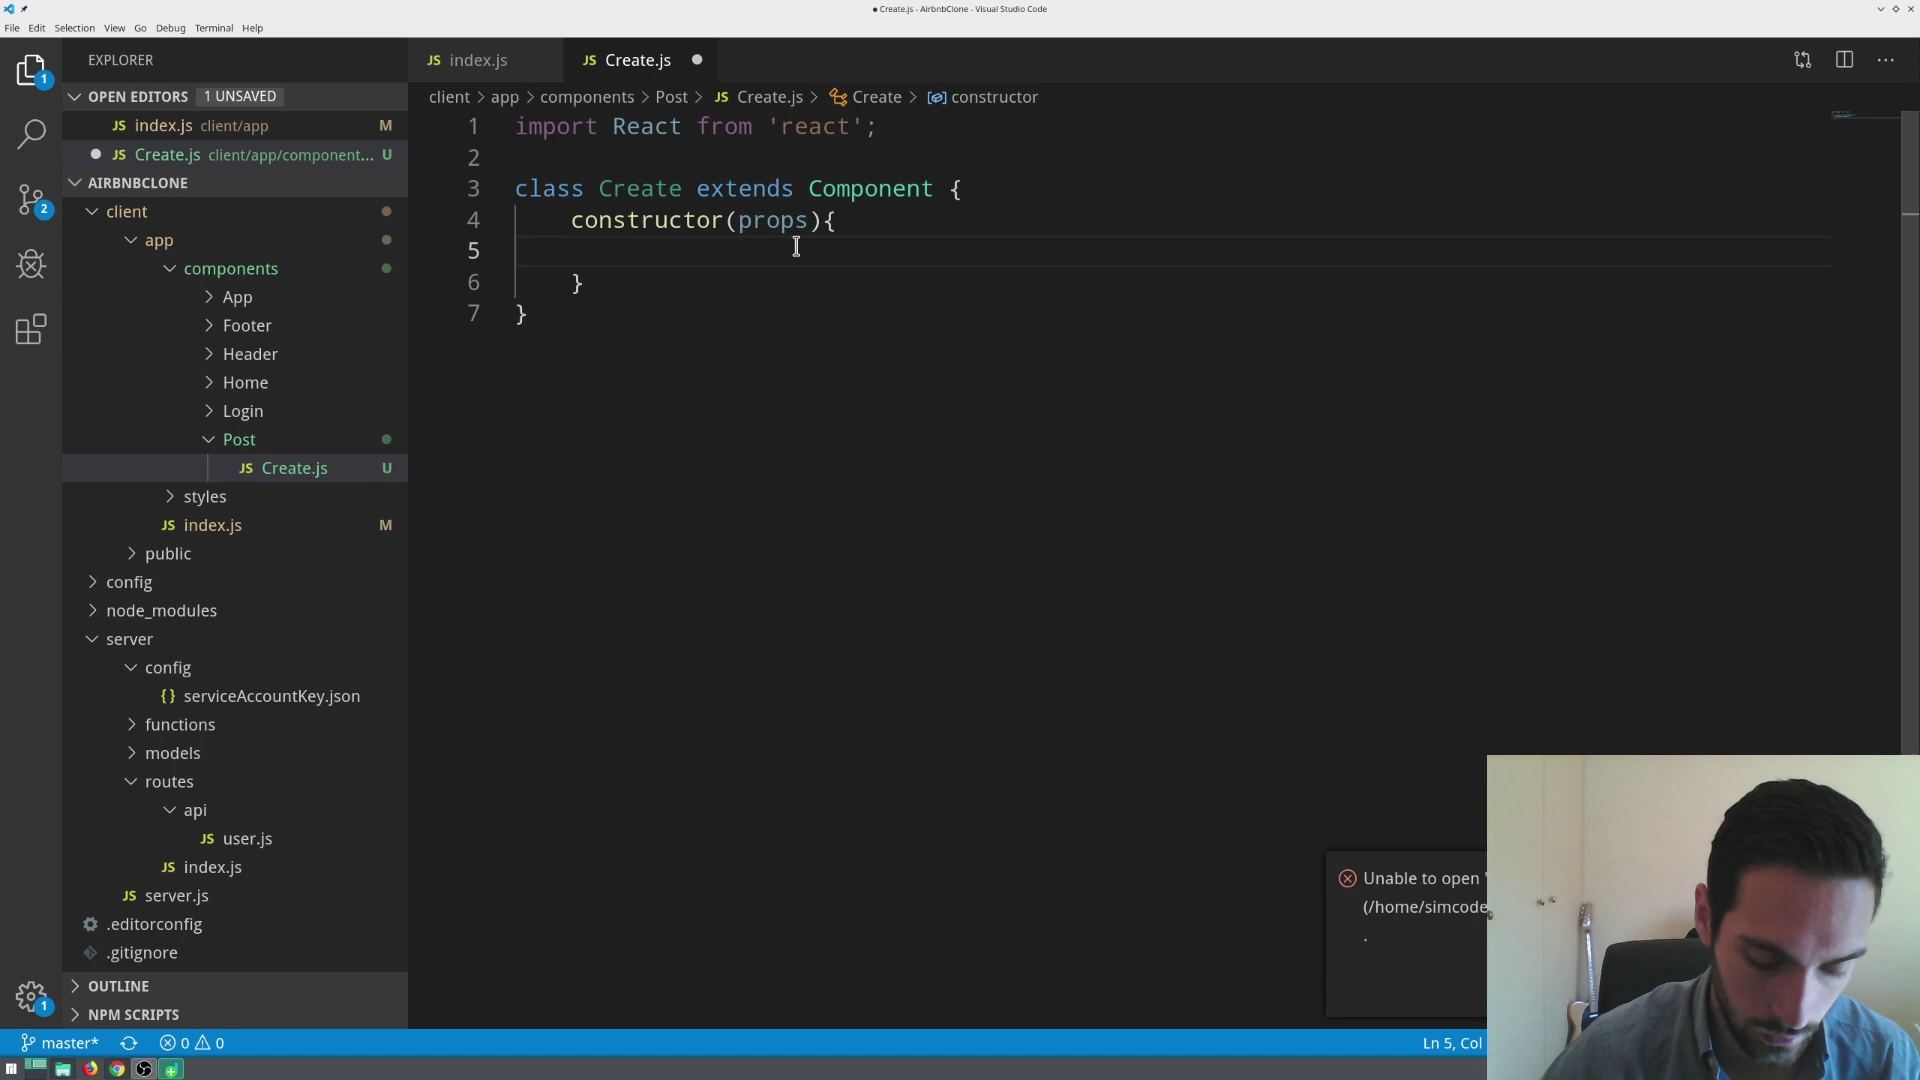 Create.js - AirbnbClone - Visual Studio Code
File Edit Selection View Go Debug Terminal Help
EXPLORER
OPEN EDITORS 1 UNSAVED
JS index.js client/app M
JS Create.js client/app/component... U
AIRBNBCLONE
client
app
components
App
Footer
Header
Home
Login
Post
JS Create.js U
styles
JS index.js M
public
config
node_modules
server
config
{} serviceAccountKey.json
functions
models
routes
api
JS user.js
JS index.js
JS server.js
.editorconfig
.gitignore
OUTLINE
NPM SCRIPTS
1
2
1
JS index.js
JS Create.js
client > app > components > Post > JS Create.js > Create > constructor
1 import React from 'react';
2
3 class Create extends Component {
4 constructor(props){
5
6 }
7 }
Unable to open '
(/home/simcode
.
master* 0 0 Ln 5, Col